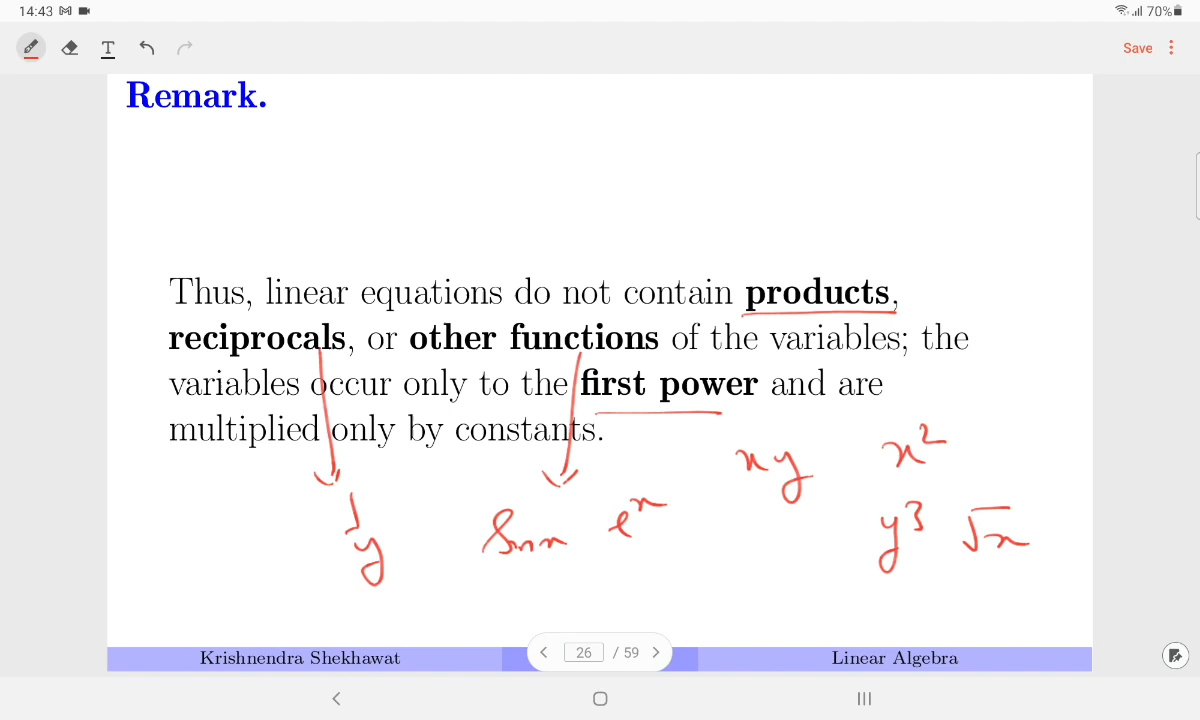 14:43 70%
T Save
Remark.
Thus, linear equations do not contain products,
reciprocals, or other functions of the variables; the
variables occur only to the first power and are
multiplied only by constants.
xy x²
1/y Sinx eˣ y³ √x
Krishnendra Shekhawat 26 / 59 Linear Algebra